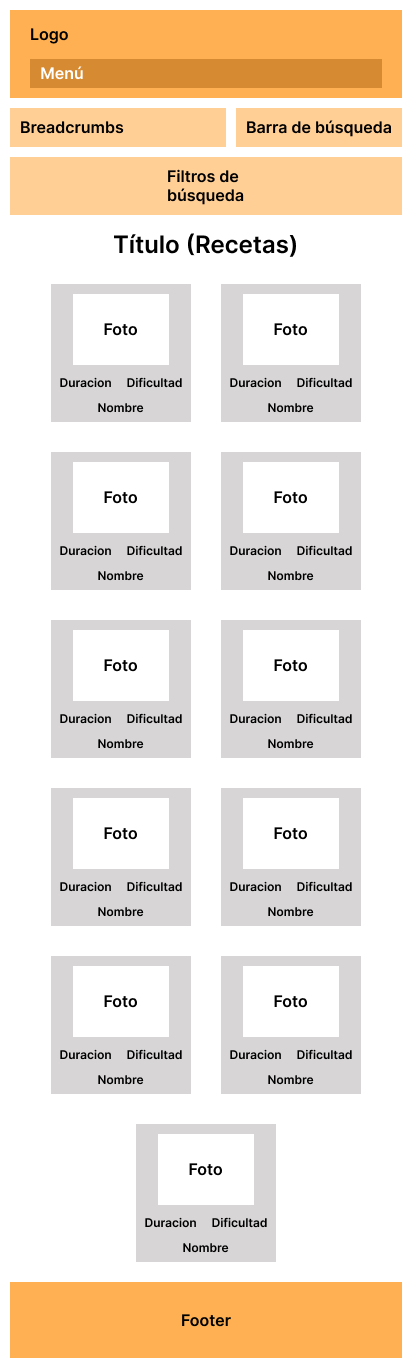 Logo
Menú
Breadcrumbs
Barra de búsqueda
Filtros de
búsqueda
Título (Recetas)
Foto
Duracion Dificultad
Nombre
Foto
Duracion Dificultad
Nombre
Foto
Duracion Dificultad
Nombre
Foto
Duracion Dificultad
Nombre
Foto
Duracion Dificultad
Nombre
Foto
Duracion Dificultad
Nombre
Foto
Duracion Dificultad
Nombre
Foto
Duracion Dificultad
Nombre
Foto
Duracion Dificultad
Nombre
Foto
Duracion Dificultad
Nombre
Foto
Duracion Dificultad
Nombre
Footer